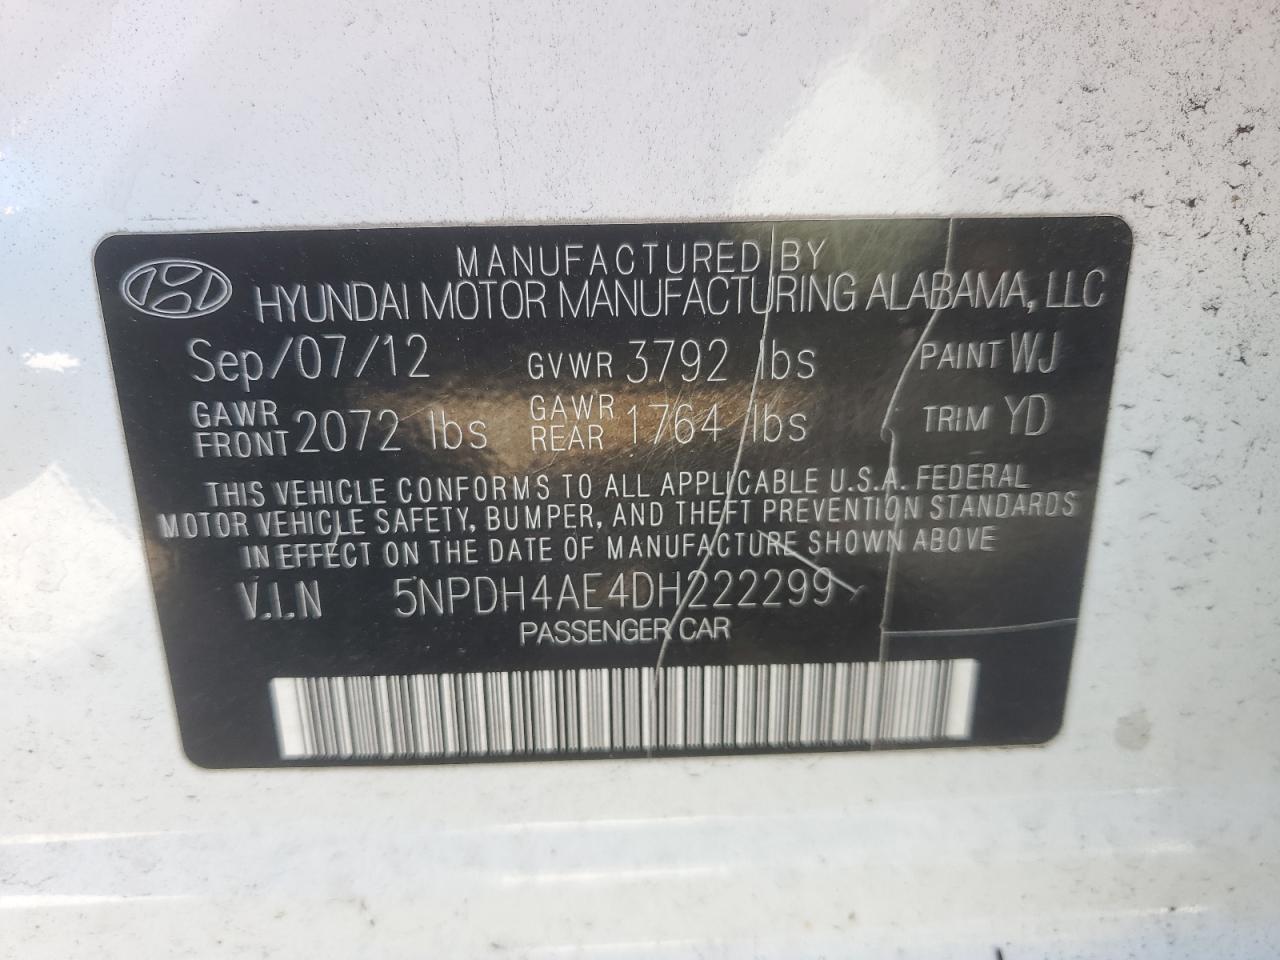 MANUFACTURED BY
HYUNDAI MOTOR MANUFACTURING ALABAMA, LLC
Sep/07/12 GVWR 3792 lbs PAINT WJ
GAWR FRONT 2072 lbs GAWR REAR 1764 lbs TRIM YD
THIS VEHICLE CONFORMS TO ALL APPLICABLE U.S.A. FEDERAL
MOTOR VEHICLE SAFETY, BUMPER, AND THEFT PREVENTION STANDARDS
IN EFFECT ON THE DATE OF MANUFACTURE SHOWN ABOVE
V.I.N 5NPDH4AE4DH222299
PASSENGER CAR